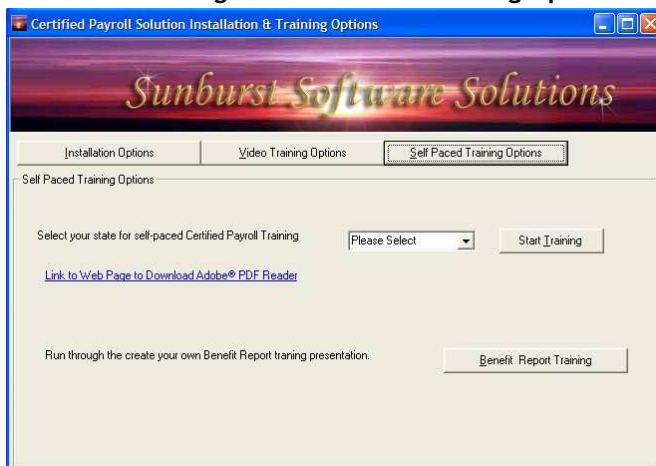 Certified Payroll Solution Installation & Training Options
Sunburst Software Solutions
Installation Options
Video Training Options
Self Paced Training Options
Self Paced Training Options
Select your state for self-paced Certified Payroll Training
Please Select
Start Training
Link to Web Page to Download Adobe® PDF Reader
Run through the create your own Benefit Report traning presentation.
Benefit Report Training